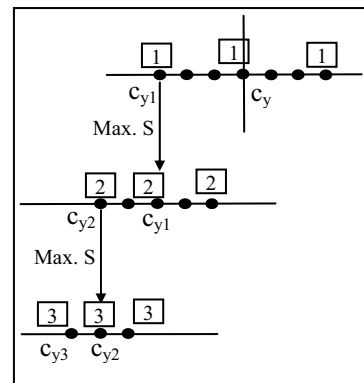 1 1 1
c_y1 c_y
Max. S
2 2 2
c_y2 c_y1
Max. S
3 3 3
c_y3 c_y2